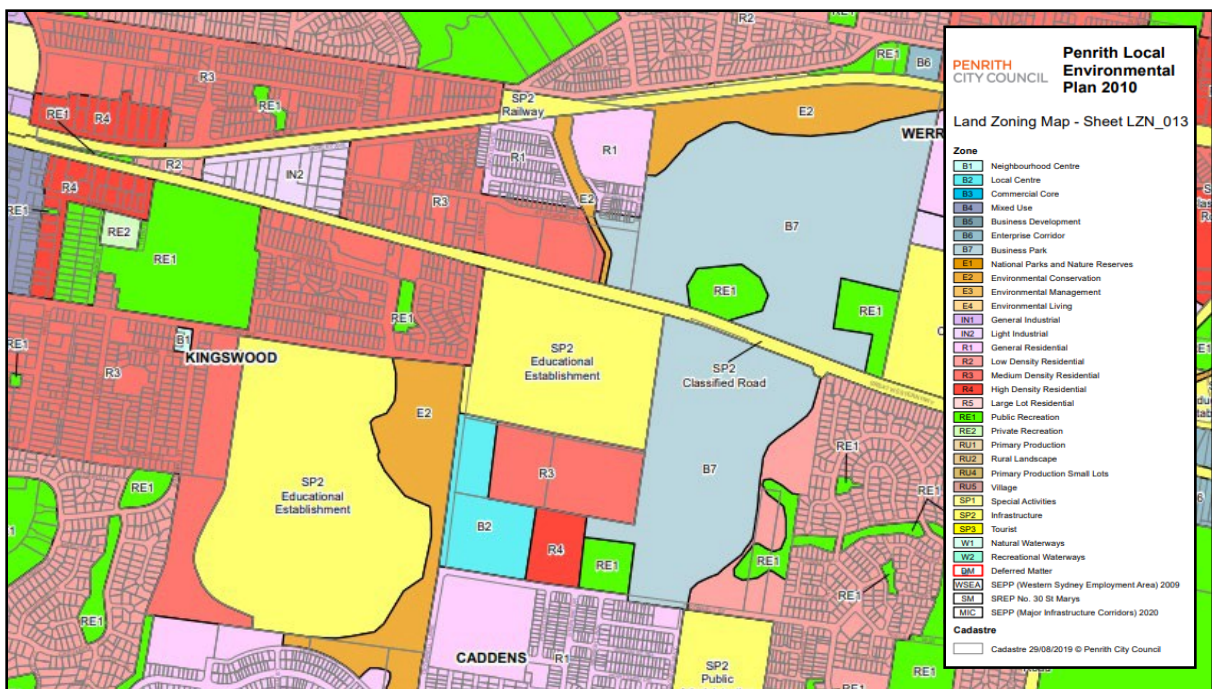 PENRITH
CITY COUNCIL
Penrith Local
Environmental
Plan 2010
Land Zoning Map - Sheet LZN_013
Zone
B1 Neighbourhood Centre
B2 Local Centre
B3 Commercial Core
B4 Mixed Use
B5 Business Development
B6 Enterprise Corridor
B7 Business Park
E1 National Parks and Nature Reserves
E2 Environmental Conservation
E3 Environmental Management
E4 Environmental Living
IN1 General Industrial
IN2 Light Industrial
R1 General Residential
R2 Low Density Residential
R3 Medium Density Residential
R4 High Density Residential
R5 Large Lot Residential
RE1 Public Recreation
RE2 Private Recreation
RU1 Primary Production
RU2 Rural Landscape
RU4 Primary Production Small Lots
RU5 Village
SP1 Special Activities
SP2 Infrastructure
SP3 Tourist
W1 Natural Waterways
W2 Recreational Waterways
DM Deferred Matter
WSEA SEPP (Western Sydney Employment Area) 2009
SM SREP No. 30 St Marys
MIC SEPP (Major Infrastructure Corridors) 2020
Cadastre
Cadastre 29/08/2019 © Penrith City Council
R2
RE1
RE1
B6
R3
RE1
SP2
Railway
E2
WERR
RE1
R4
R1
R1
R2
IN2
R4
RE1
RE2
RE1
R3
E2
B7
RE1
RE1
RE1
B1
KINGSWOOD
RE1
R3
SP2
Educational
Establishment
SP2
Classified Road
GREAT WESTERN HWY
E2
RE1
R3
B7
RE1
SP2
Educational
Establishment
RE1
B2
R4
RE1
RE1
RE1
RE1
CADDENS
R1
SP2
Public
RE1
RE1